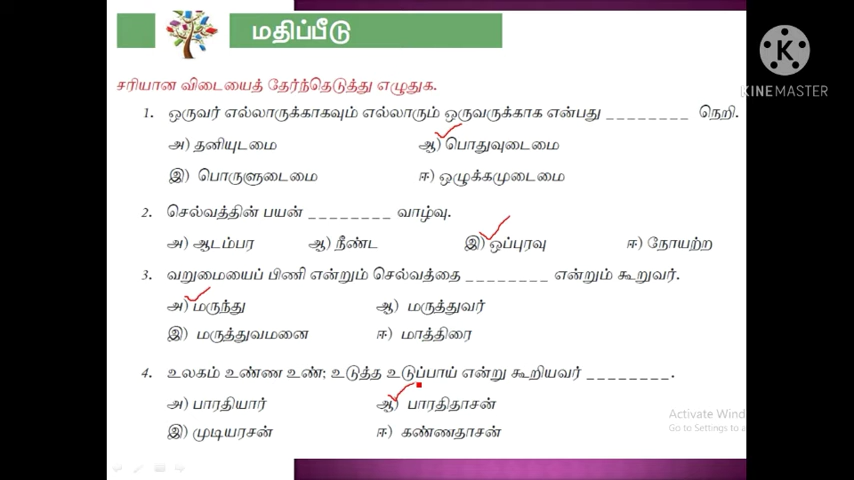 மதிப்பீடு
K
KINEMASTER
சரியான விடையைத் தேர்ந்தெடுத்து எழுதுக.
1. ஒருவர் எல்லாருக்காகவும் எல்லாரும் ஒருவருக்காக என்பது ________ நெறி.
அ) தனியுடமை ஆ) பொதுவுடைமை
இ) பொருளுடைமை ஈ) ஒழுக்கமுடைமை
2. செல்வத்தின் பயன் ________ வாழ்வு.
அ) ஆடம்பர ஆ) நீண்ட இ) ஒப்புரவு ஈ) நோயற்ற
3. வறுமையைப் பிணி என்றும் செல்வத்தை ________ என்றும் கூறுவர்.
அ) மருந்து ஆ) மருத்துவர்
இ) மருத்துவமனை ஈ) மாத்திரை
4. உலகம் உண்ண உண்; உடுத்த உடுப்பாய் என்று கூறியவர் ________.
அ) பாரதியார் ஆ) பாரதிதாசன்
இ) முடியரசன் ஈ) கண்ணதாசன்
Activate Wind
Go to Settings to a